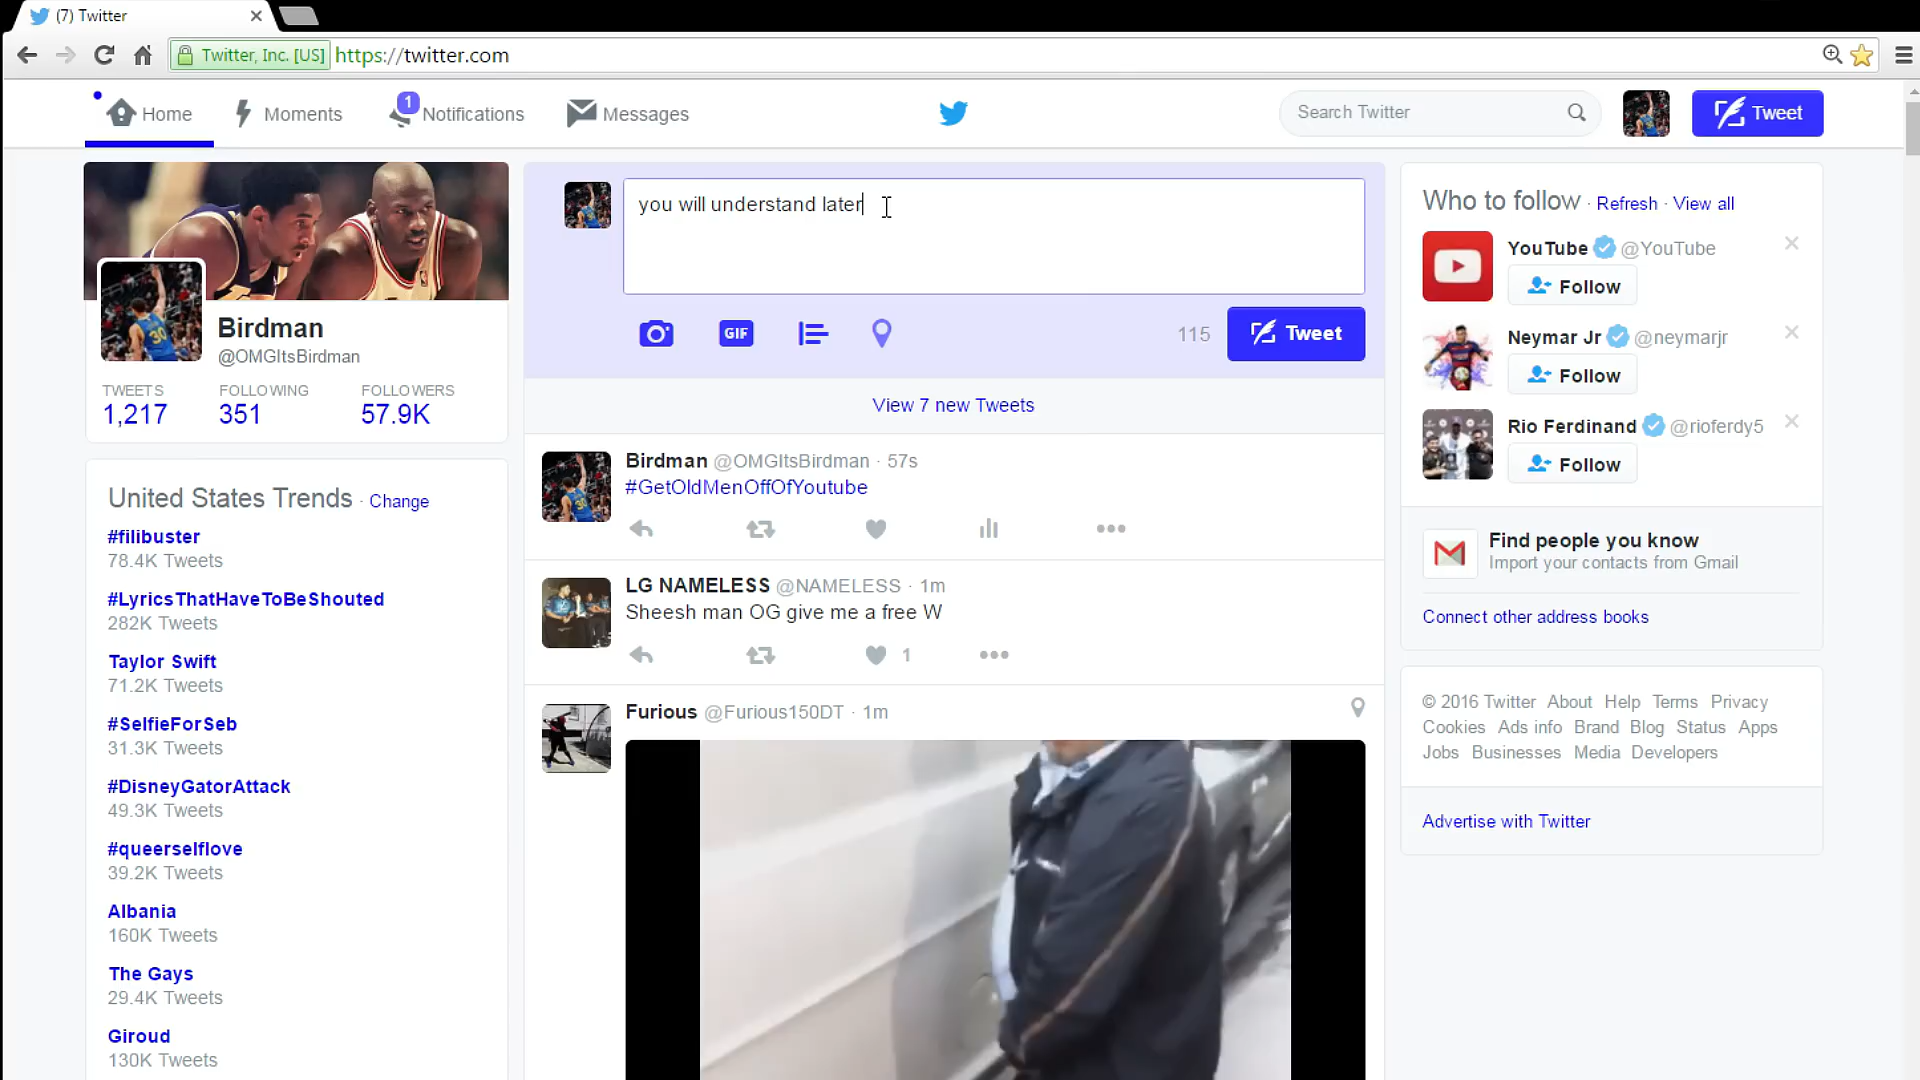 (7) Twitter
Twitter, Inc. [US] https://twitter.com
Home
Moments
1
Notifications
Messages
Search Twitter
Tweet
30
Birdman
@OMGItsBirdman
TWEETS FOLLOWING FOLLOWERS
1,217 351 57.9K
United States Trends · Change
#filibuster
78.4K Tweets
#LyricsThatHaveToBeShouted
282K Tweets
Taylor Swift
71.2K Tweets
#SelfieForSeb
31.3K Tweets
#DisneyGatorAttack
49.3K Tweets
#queerselflove
39.2K Tweets
Albania
160K Tweets
The Gays
29.4K Tweets
Giroud
130K Tweets
you will understand later
GIF
115
Tweet
View 7 new Tweets
Birdman @OMGItsBirdman · 57s
#GetOldMenOffOfYoutube
LG NAMELESS @NAMELESS · 1m
Sheesh man OG give me a free W
1
Furious @Furious150DT · 1m
Who to follow · Refresh · View all
YouTube @YouTube
Follow
Neymar Jr @neymarjr
Follow
Rio Ferdinand @rioferdy5
Follow
Find people you know
Import your contacts from Gmail
Connect other address books
© 2016 Twitter About Help Terms Privacy
Cookies Ads info Brand Blog Status Apps
Jobs Businesses Media Developers
Advertise with Twitter